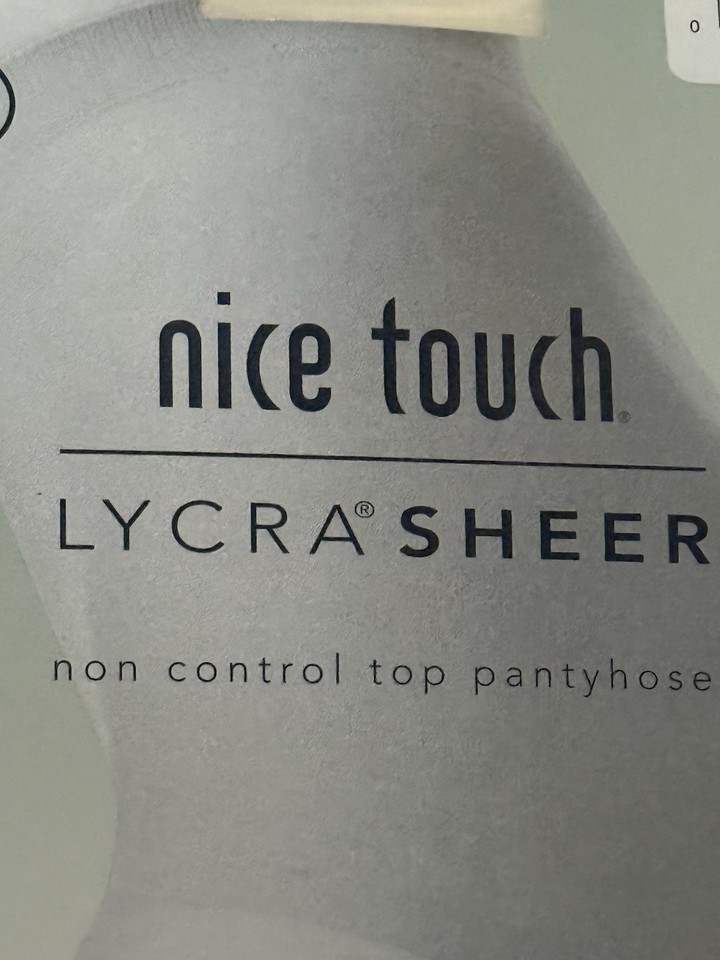 0
nice touch®
LYCRA® SHEER
non control top pantyhose